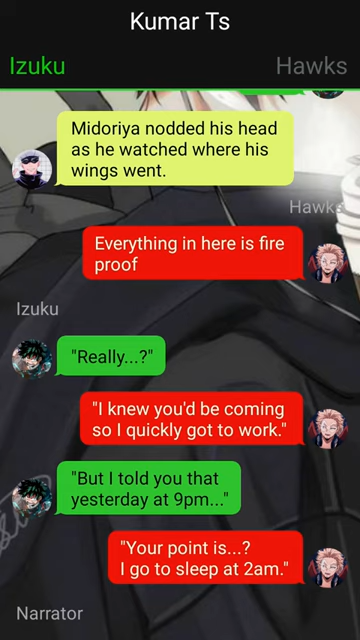 Kumar Ts
Izuku Hawks
Midoriya nodded his head
as he watched where his
wings went.
Hawks
Everything in here is fire
proof
Izuku
"Really...?"
"I knew you'd be coming
so I quickly got to work."
"But I told you that
yesterday at 9pm..."
"Your point is...?
I go to sleep at 2am."
Narrator